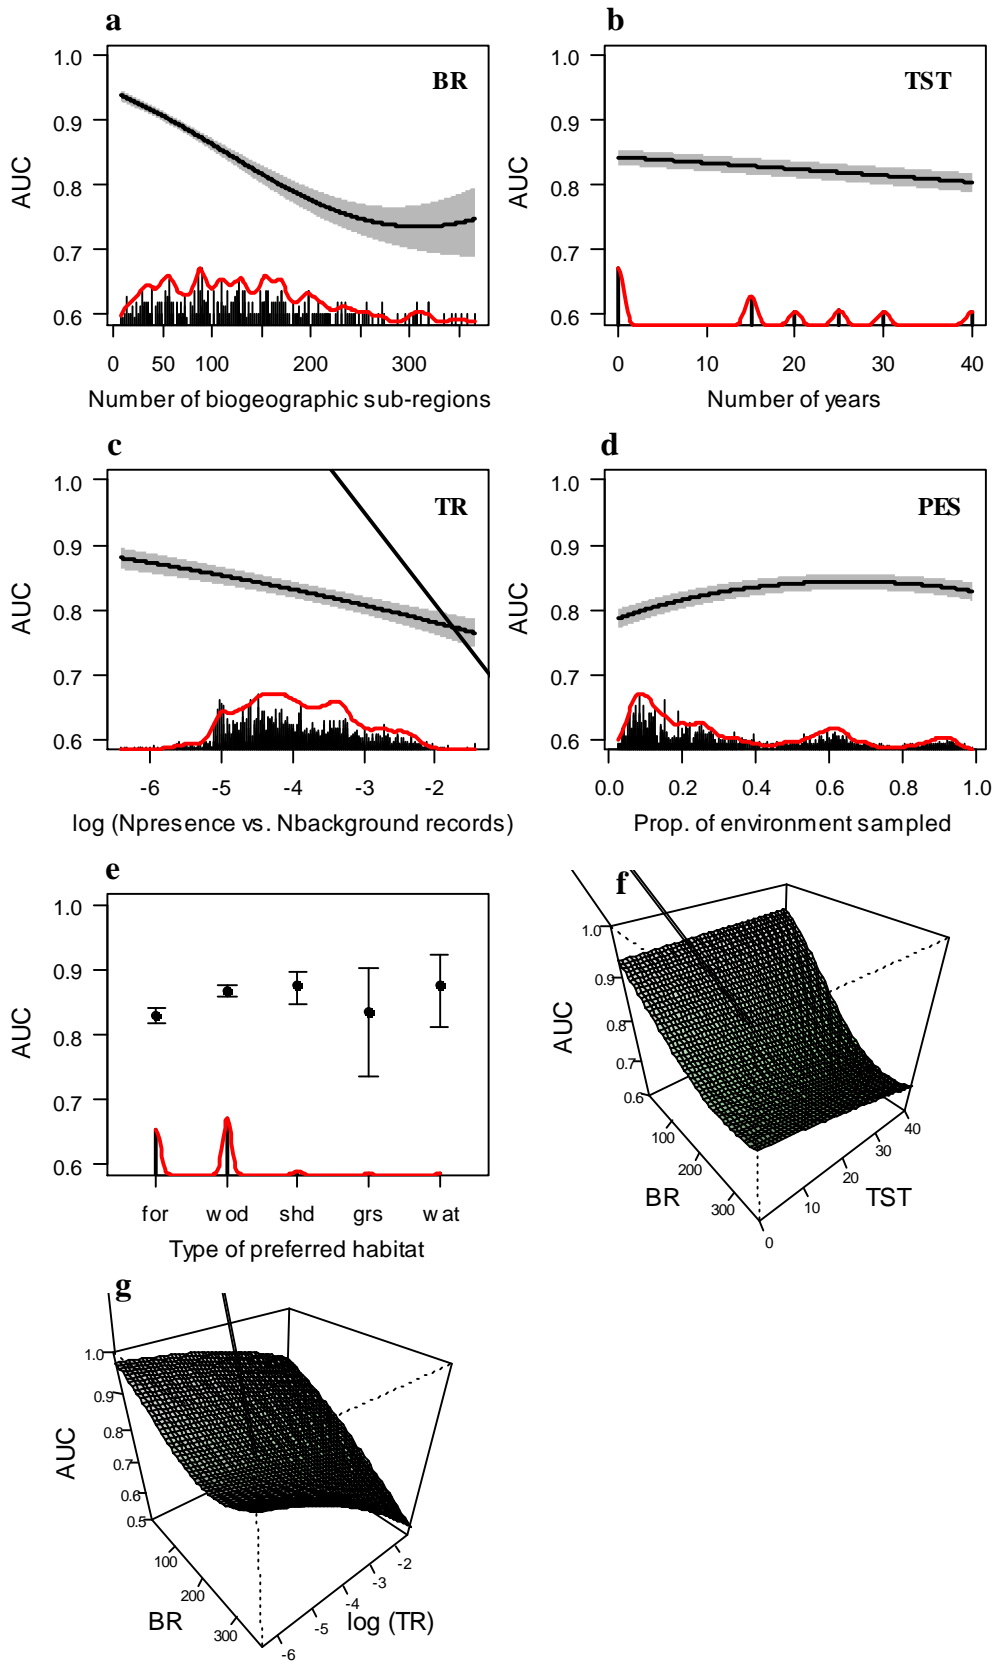 a
BR
1.0
0.9
0.8
0.7
0.6
AUC
0 50 100 200 300
Number of biogeographic sub-regions
b
TST
1.0
0.9
0.8
0.7
0.6
AUC
0 10 20 30 40
Number of years
c
TR
1.0
0.9
0.8
0.7
0.6
AUC
-6 -5 -4 -3 -2
log (Npresence vs. Nbackground records)
d
PES
1.0
0.9
0.8
0.7
0.6
AUC
0.0 0.2 0.4 0.6 0.8 1.0
Prop. of environment sampled
e
1.0
0.9
0.8
0.7
0.6
AUC
for wod shd grs wat
Type of preferred habitat
f
1.0
0.9
0.8
0.7
0.6
AUC
100
200
300
BR
0
10
20
30
40
TST
g
1.0
0.9
0.8
0.7
0.6
0.5
AUC
100
200
300
BR
-6
-5
-4
-3
-2
log (TR)